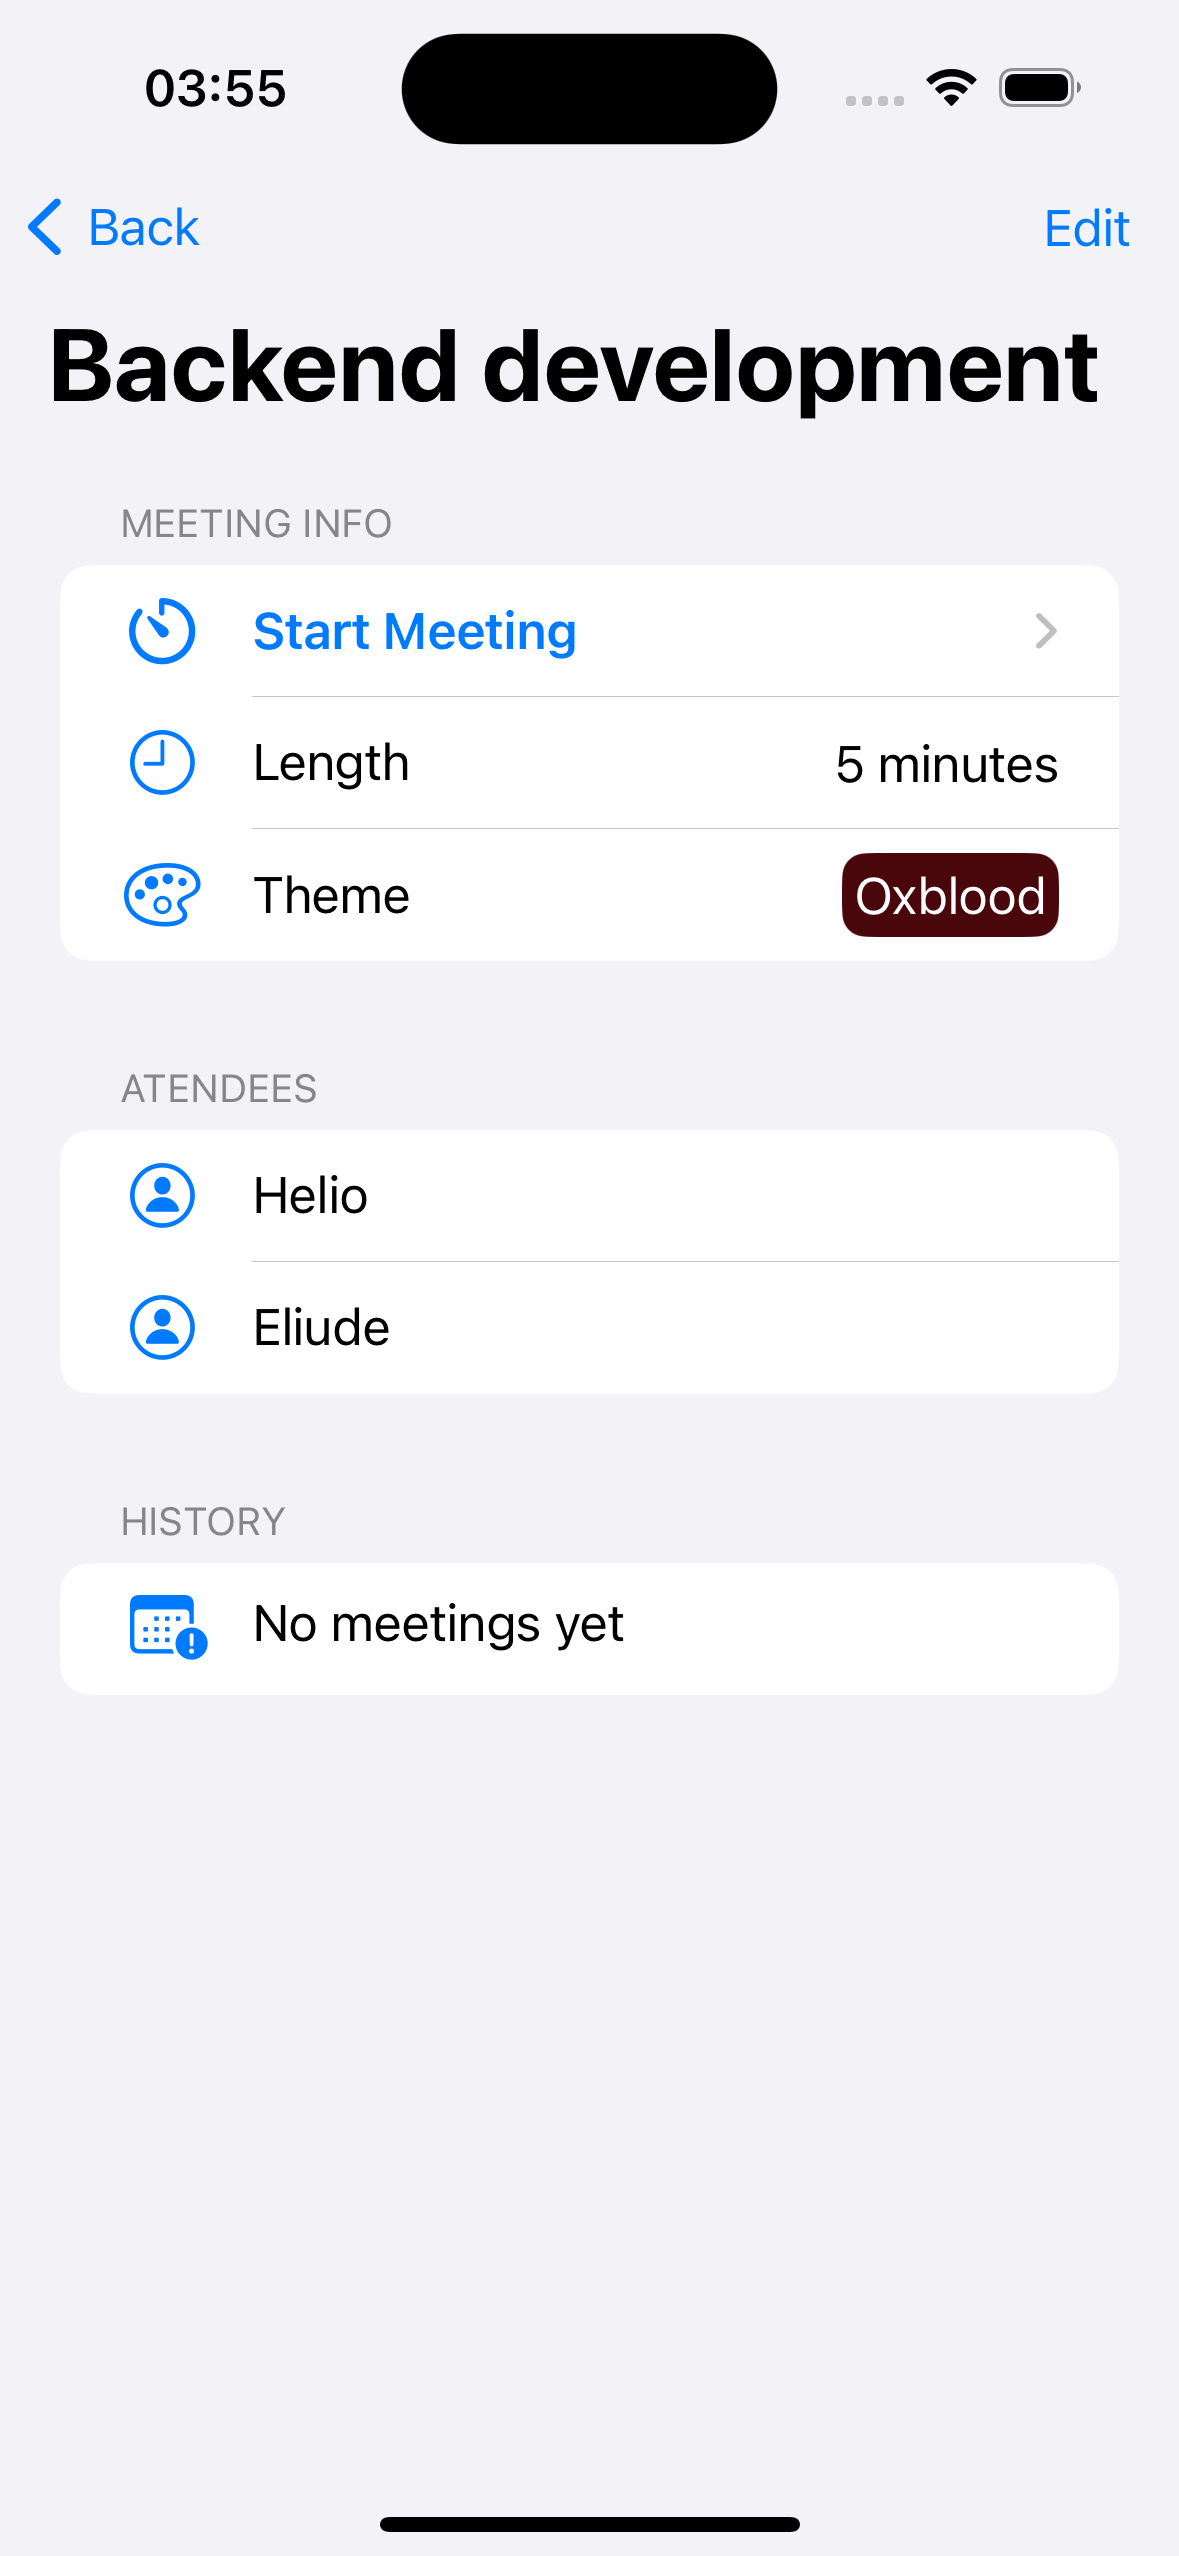 03:55
Back
Edit
Backend development
MEETING INFO
Start Meeting
Length
5 minutes
Theme
Oxblood
ATENDEES
Helio
Eliude
HISTORY
No meetings yet